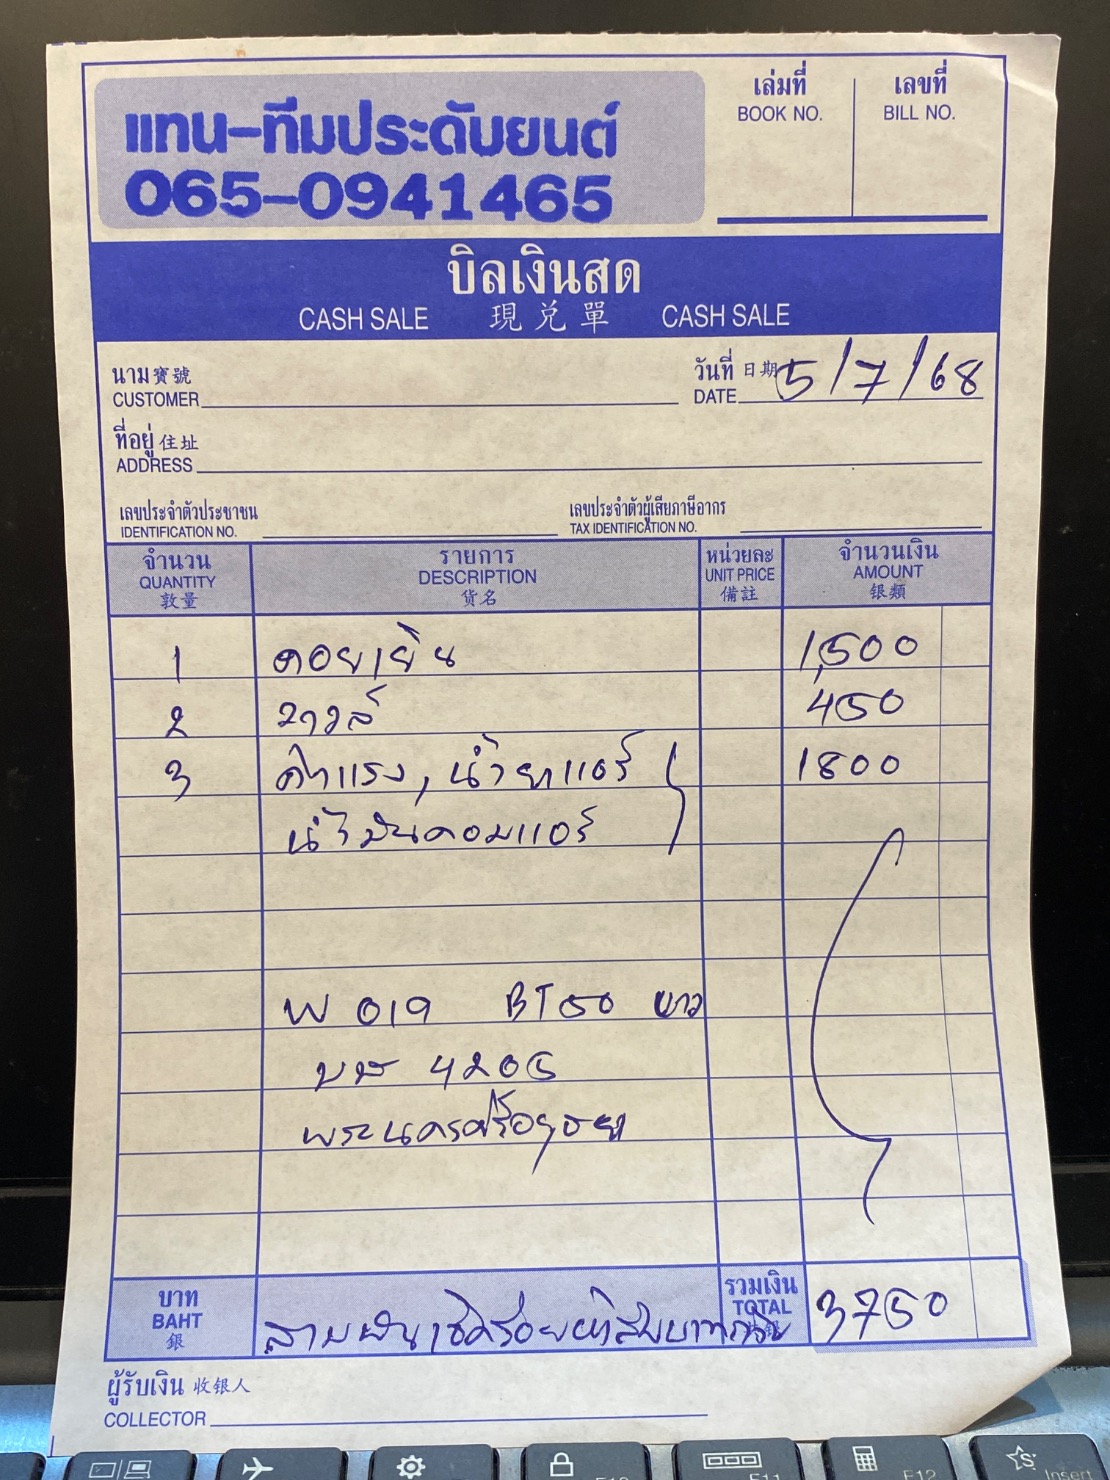 แทน-ทีมประดับยนต์
065-0941465
เล่มที่
BOOK NO.
เลขที่
BILL NO.
บิลเงินสด
CASH SALE 現兑單 CASH SALE
นาม寶號
CUSTOMER
วันที่ 日期 5/7/68
DATE
ที่อยู่ 住址
ADDRESS
เลขประจำตัวประชาชน
IDENTIFICATION NO.
เลขประจำตัวผู้เสียภาษีอากร
TAX IDENTIFICATION NO.
จำนวน รายการ หน่วยละ จำนวนเงิน
QUANTITY DESCRIPTION UNIT PRICE AMOUNT
敦量 货名 備註 银類
1 คอยเย็น 1,500
2 วาวล์ 450
3 ค่าแรง, น้ำยาแอร์ 1800
น้ำมันคอมแอร์
W 019 BT50 ขาว
4205
พระนครศรีอยุธยา
บาท
BAHT
銀
สามพันเจ็ดร้อยห้าสิบบาท
รวมเงิน
TOTAL
3750
ผู้รับเงิน 收银人
COLLECTOR
F10
F11
F12
Insert